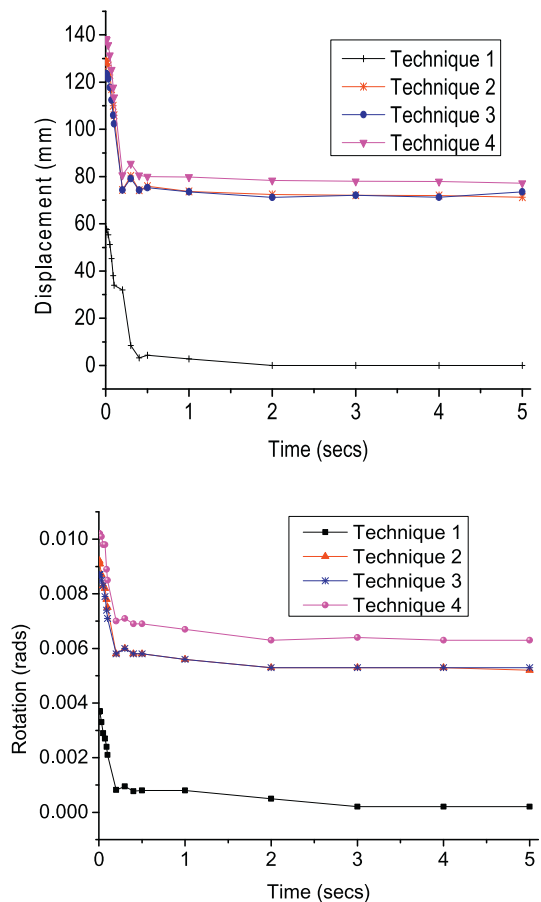 140
120
100
80
60
40
20
0
Displacement (mm)
Technique 1
Technique 2
Technique 3
Technique 4
0 1 2 3 4 5
Time (secs)
0.010
0.008
0.006
0.004
0.002
0.000
Rotation (rads)
Technique 1
Technique 2
Technique 3
Technique 4
0 1 2 3 4 5
Time (secs)